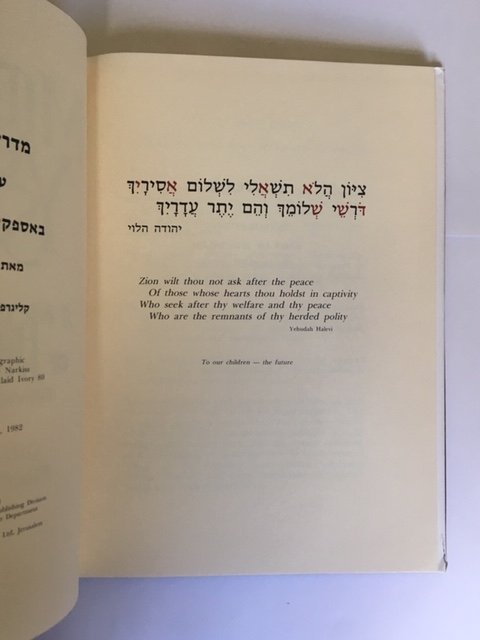 מדר
באספק
מאת
קליגרפ
graphic
Narkiss
laid Ivory 80
1982
Division
Department
Ltd, Jerusalem
צִיּוֹן הֲלֹא תִשְׁאֲלִי לִשְׁלוֹם אֲסִירַיִךְ
דֹּרְשֵׁי שְׁלוֹמֵךְ וְהֵם יֶתֶר עֲדָרָיִךְ
יהודה הלוי
Zion wilt thou not ask after the peace
Of those whose hearts thou holdst in captivity
Who seek after thy welfare and thy peace
Who are the remnants of thy herded polity
Yehudah Halevi
To our children — the future